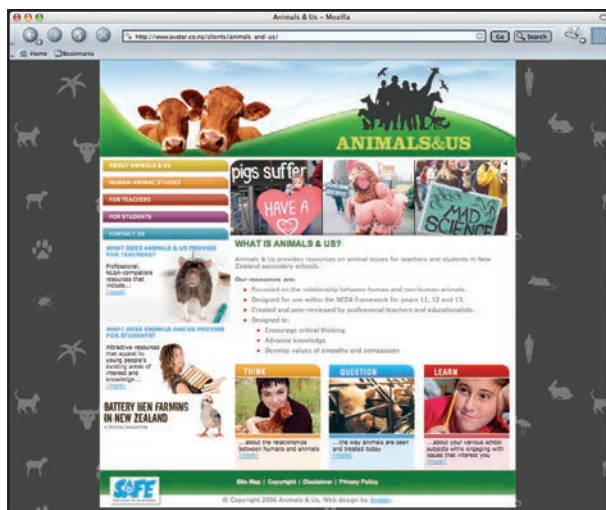 Animals & Us – Mozilla
http://www.avatar.co.nz/clients/animals-and-us/
Go
Search
Home
Bookmarks
ANIMALS&US
ABOUT ANIMALS & US
HUMAN-ANIMAL STUDIES
FOR TEACHERS
FOR STUDENTS
CONTACT US
pigs suffer
HAVE A
MAD
SCIENCE
WHAT DOES ANIMALS & US PROVIDE
FOR TEACHERS?
Professional,
NCEA-compatible
resources that
include...
[more]
WHAT DOES ANIMALS AND US PROVIDE
FOR STUDENTS?
Attractive resources
that appeal to
young people's
existing areas of
interest and
knowledge...
[more]
BATTERY HEN FARMING
IN NEW ZEALAND
WHAT IS ANIMALS & US?
Animals & Us provides resources on animal issues for teachers and students in New
Zealand secondary schools.
Our resources are:
Focused on the relationship between human and non-human animals.
Designed for use within the NCEA framework for years 11, 12 and 13.
Created and peer-reviewed by professional teachers and educationalists.
Designed to:
Encourage critical thinking
Advance knowledge
Develop values of empathy and compassion
THINK
...about the relationships
between humans and animals
[more]
QUESTION
...the way animals are seen
and treated today
[more]
LEARN
...about your various school
subjects while engaging with
issues that interest you
[more]
SAFE
Site Map | Copyright | Disclaimer | Privacy Policy
© Copyright 2006 Animals & Us. Web design by Avatar.